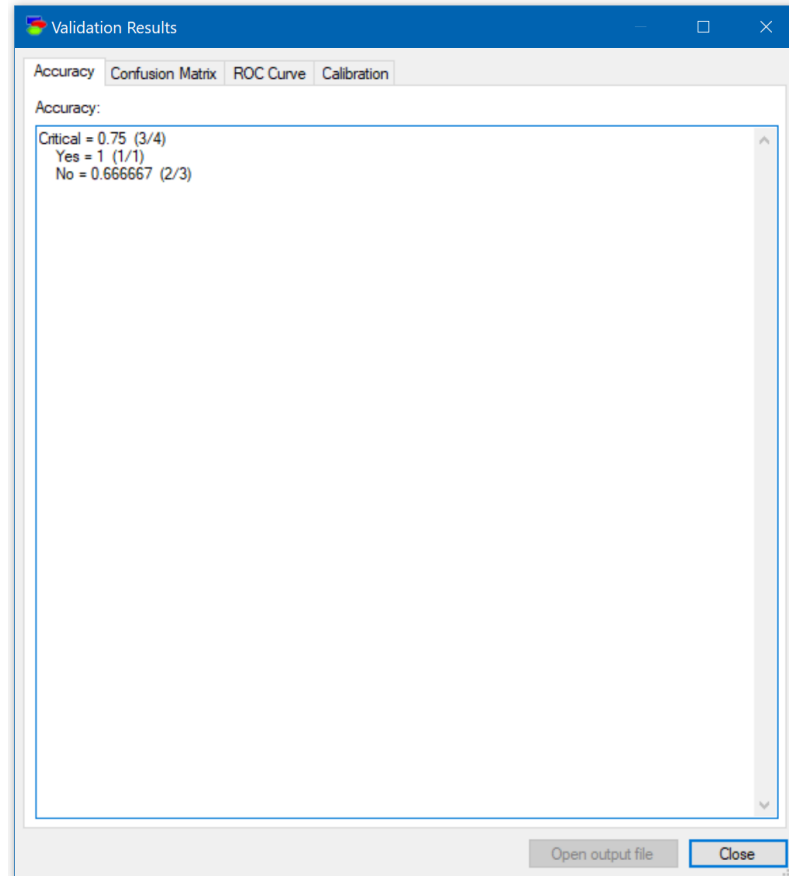 Validation Results
Accuracy Confusion Matrix ROC Curve Calibration
Accuracy:
Critical = 0.75 (3/4)
Yes = 1 (1/1)
No = 0.666667 (2/3)
Open output file Close